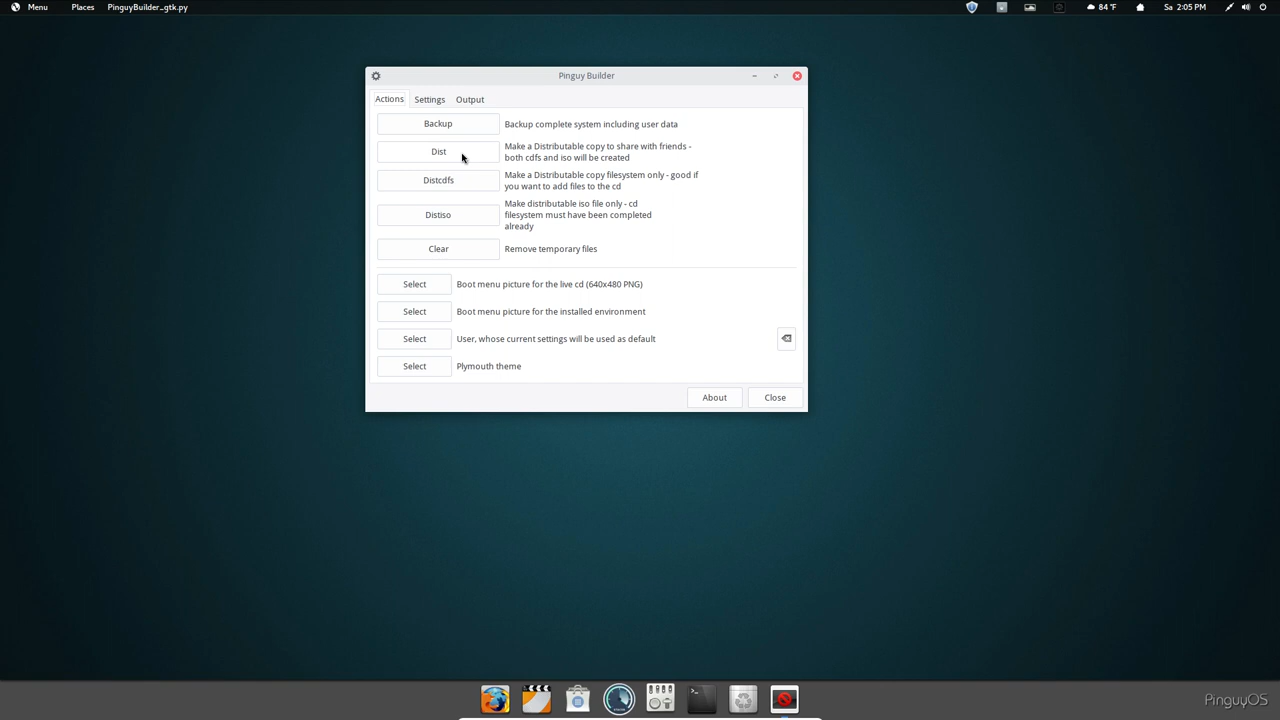 Menu Places PinguyBuilder_gtk.py 84 °F Sa 2:05 PM
Pinguy Builder
Actions Settings Output
Backup Backup complete system including user data
Dist Make a Distributable copy to share with friends -
both cdfs and iso will be created
Distcdfs Make a Distributable copy filesystem only - good if
you want to add files to the cd
Distiso Make distributable iso file only - cd
filesystem must have been completed
already
Clear Remove temporary files
Select Boot menu picture for the live cd (640x480 PNG)
Select Boot menu picture for the installed environment
Select User, whose current settings will be used as default
Select Plymouth theme
About Close
PinguyOS